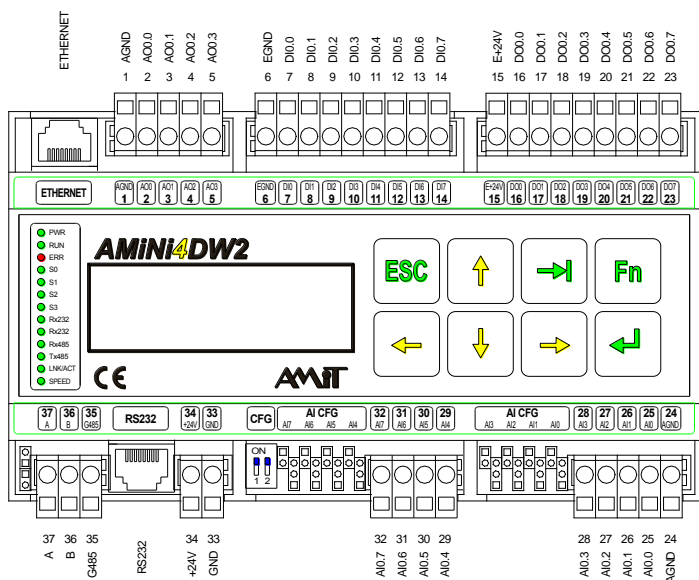 ETHERNET AGND AO0.0 AO0.1 AO0.2 AO0.3 EGND DI0.0 DI0.1 DI0.2 DI0.3 DI0.4 DI0.5 DI0.6 DI0.7 E+24V DO0.0 DO0.1 DO0.2 DO0.3 DO0.4 DO0.5 DO0.6 DO0.7
1 2 3 4 5 6 7 8 9 10 11 12 13 14 15 16 17 18 19 20 21 22 23
ETHERNET AGND AO0 AO1 AO2 AO3 EGND DI0 DI1 DI2 DI3 DI4 DI5 DI6 DI7 E+24V DO0 DO1 DO2 DO3 DO4 DO5 DO6 DO7
1 2 3 4 5 6 7 8 9 10 11 12 13 14 15 16 17 18 19 20 21 22 23
PWR
RUN
ERR
S0
S1
S2
S3
Rx232
Rx232
Rx485
Tx485
LNK/ACT
SPEED
AMiNi4DW2
ESC Fn
CE AMiT
37 36 35 RS232 34 33 CFG AI CFG 32 31 30 29 AI CFG 28 27 26 25 24
A B G485 +24V GND AI7 AI6 AI5 AI4 AI7 AI6 AI5 AI4 AI3 AI2 AI1 AI0 AI3 AI2 AI1 AI0 AGND
ON
1 2
37 36 35 34 33 32 31 30 29 28 27 26 25 24
A B G485 RS232 +24V GND AI0.7 AI0.6 AI0.5 AI0.4 AI0.3 AI0.2 AI0.1 AI0.0 AGND